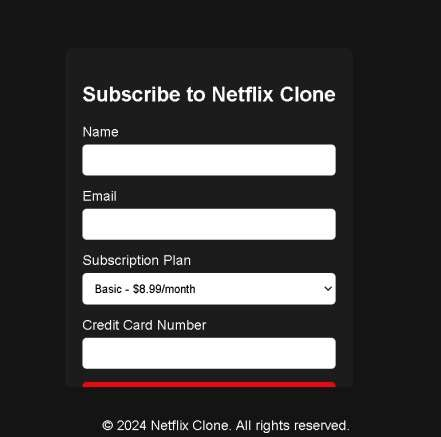 Subscribe to Netflix Clone
Name
Email
Subscription Plan
Basic - $8.99/month
Credit Card Number
© 2024 Netflix Clone. All rights reserved.